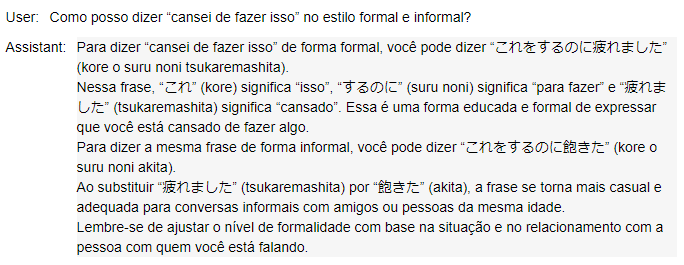 User: Como posso dizer “cansei de fazer isso” no estilo formal e informal?
Assistant: Para dizer “cansei de fazer isso” de forma formal, você pode dizer “これをするのに疲れました”
(kore o suru noni tsukaremashita).
Nessa frase, “これ” (kore) significa “isso”, “するのに” (suru noni) significa “para fazer” e “疲れま
した” (tsukaremashita) significa “cansado”. Essa é uma forma educada e formal de expressar
que você está cansado de fazer algo.
Para dizer a mesma frase de forma informal, você pode dizer “これをするのに飽きた” (kore o
suru noni akita).
Ao substituir “疲れました” (tsukaremashita) por “飽きた” (akita), a frase se torna mais casual e
adequada para conversas informais com amigos ou pessoas da mesma idade.
Lembre-se de ajustar o nível de formalidade com base na situação e no relacionamento com a
pessoa com quem você está falando.